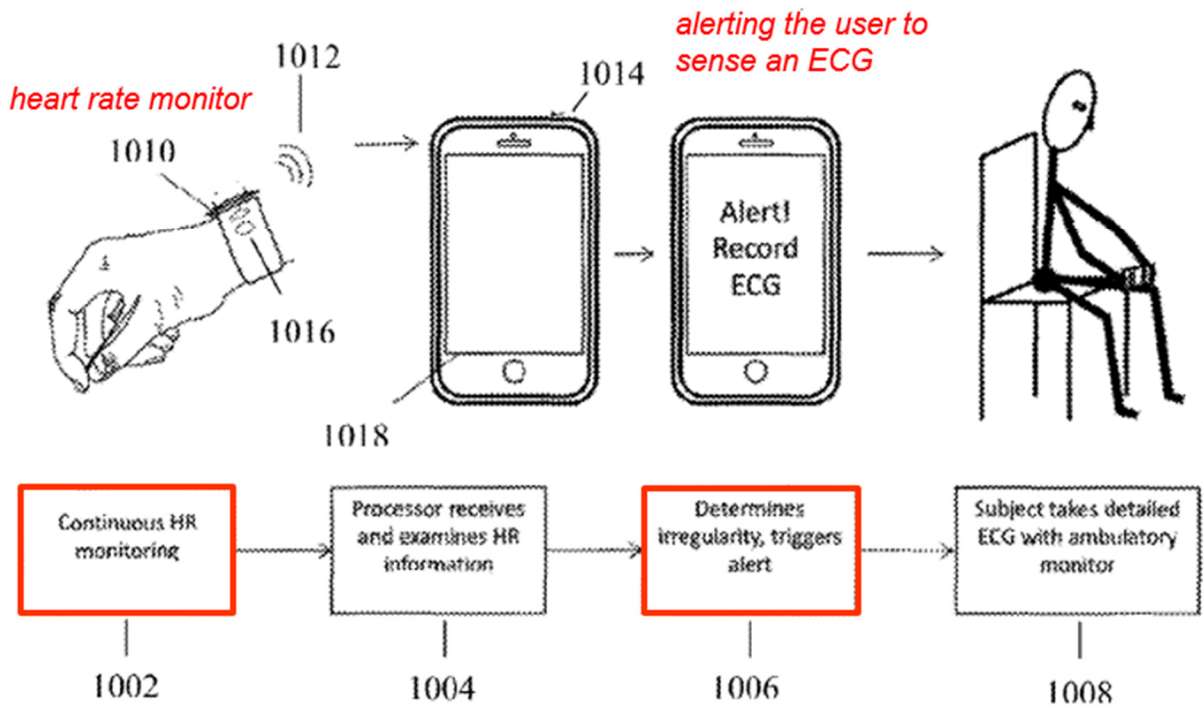 alerting the user to
sense an ECG
1012
1014
heart rate monitor
1010
Alert!
Record
ECG
1016
1018
Continuous HR
monitoring
Processor receives
and examines HR
information
Determines
irregularity, triggers
alert
Subject takes detailed
ECG with ambulatory
monitor
1002
1004
1006
1008